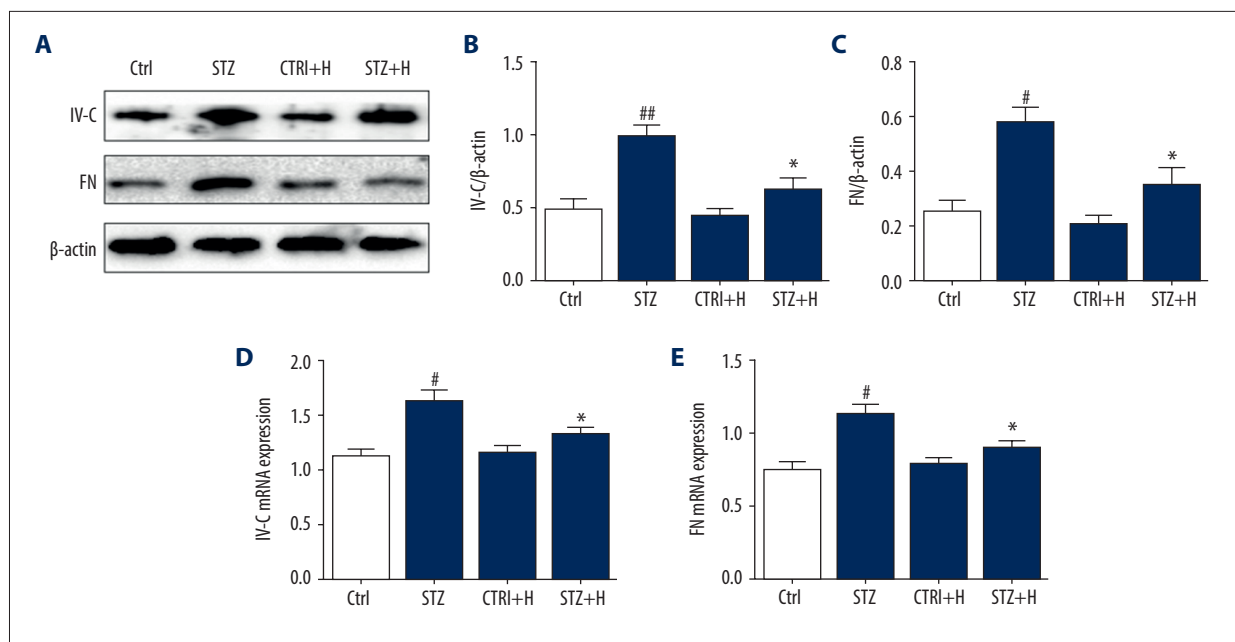 A
Ctrl STZ CTRl+H STZ+H
IV-C
FN
β-actin
B
IV-C/β-actin
1.5
1.0
0.5
0.0
##
*
Ctrl STZ CTRl+H STZ+H
C
FN/β-actin
0.8
0.6
0.4
0.2
0.0
#
*
Ctrl STZ CTRl+H STZ+H
D
IV-C mRNA expression
2.0
1.5
1.0
1.5
0.0
#
*
Ctrl STZ CTRl+H STZ+H
E
FN mRNA expression
1.5
1.0
0.5
0.0
#
*
Ctrl STZ CTRl+H STZ+H